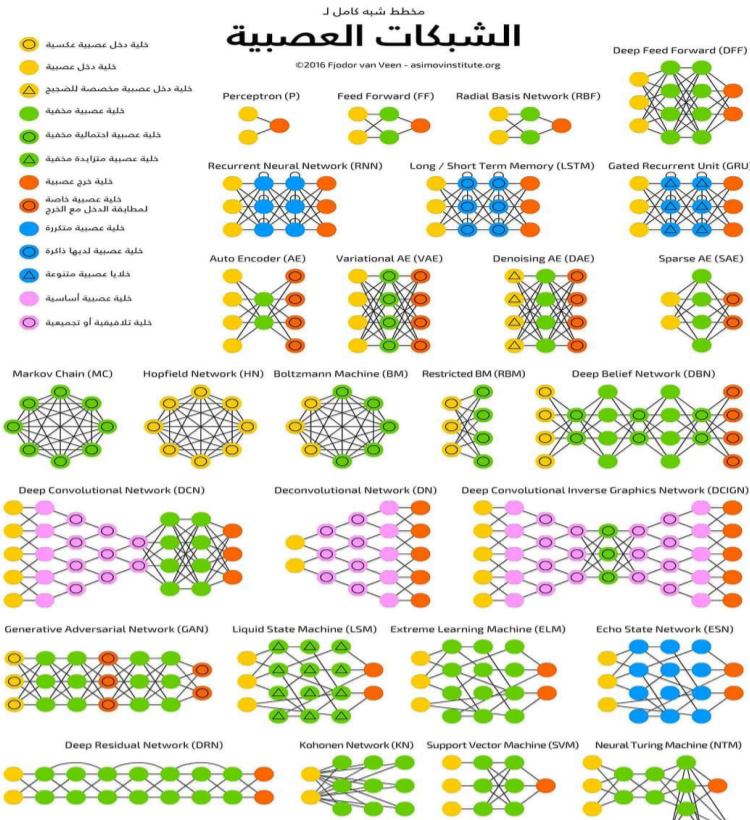 مخطط شبه كامل لـ
الشبكات العصبية
©2016 Fjodor van Veen - asimovinstitute.org
خلية دخل عصبية عكسية
خلية دخل عصبية
خلية دخل عصبية مخصصة للضجيج
خلية عصبية مخفية
خلية عصبية احتمالية مخفية
خلية عصبية متزايدة مخفية
خلية خرج عصبية
خلية عصبية خاصة
لمطابقة الدخل مع الخرج
خلية عصبية متكررة
خلية عصبية لديها ذاكرة
خلايا عصبية متنوعة
خلية عصبية أساسية
خلية تلافيفية أو تجميعية
Deep Feed Forward (DFF)
Perceptron (P)
Feed Forward (FF)
Radial Basis Network (RBF)
Recurrent Neural Network (RNN)
Long / Short Term Memory (LSTM)
Gated Recurrent Unit (GRU)
Auto Encoder (AE)
Variational AE (VAE)
Denoising AE (DAE)
Sparse AE (SAE)
Markov Chain (MC)
Hopfield Network (HN)
Boltzmann Machine (BM)
Restricted BM (RBM)
Deep Belief Network (DBN)
Deep Convolutional Network (DCN)
Deconvolutional Network (DN)
Deep Convolutional Inverse Graphics Network (DCIGN)
Generative Adversarial Network (GAN)
Liquid State Machine (LSM)
Extreme Learning Machine (ELM)
Echo State Network (ESN)
Deep Residual Network (DRN)
Kohonen Network (KN)
Support Vector Machine (SVM)
Neural Turing Machine (NTM)